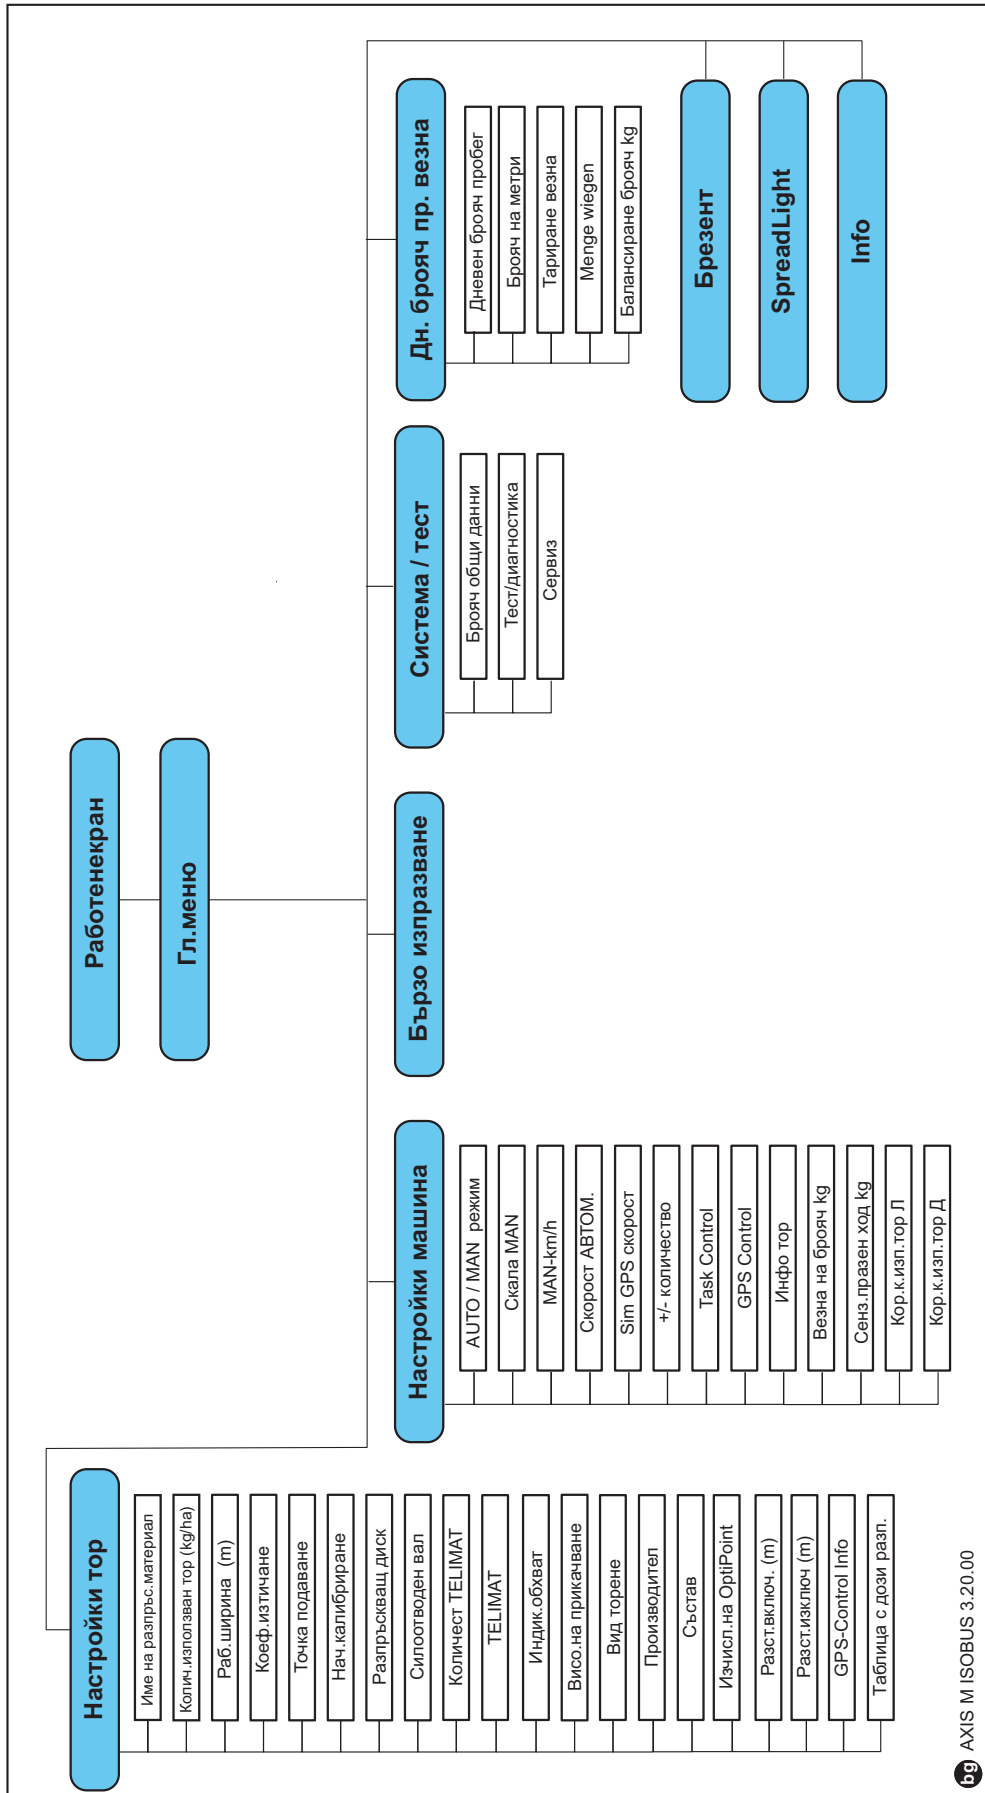 Работенекран
Гл.меню
Настройки тор
Име на разпръс.материал
Колич.използван тор (kg/ha)
Раб.ширина (m)
Коеф.изтичане
Точка подаване
Нач.калибриране
Разпръскващ диск
Силоотводен вал
Количест TELIMAT
TELIMAT
Индик.обхват
Висо.на прикачване
Вид торене
Производител
Състав
Изчисл.на OptiPoint
Разст.включ. (m)
Разст.изключ (m)
GPS-Control Info
Таблица с дози разп.
Настройки машина
AUTO / MAN режим
Скала MAN
MAN-km/h
Скорост АВТОМ.
Sim GPS скорост
+/- количество
Task Control
GPS Control
Инфо тор
Везна на брояч kg
Сенз.празен ход kg
Кор.к.изп.тор Л
Кор.к.изп.тор Д
Бързо изпразване
Система / тест
Брояч общи данни
Тест/диагностика
Сервиз
Дн. брояч пр. везна
Дневен брояч пробег
Брояч на метри
Тариране везна
Menge wiegen
Балансиране брояч kg
Брезент
SpreadLight
Info
bg AXIS M ISOBUS 3.20.00